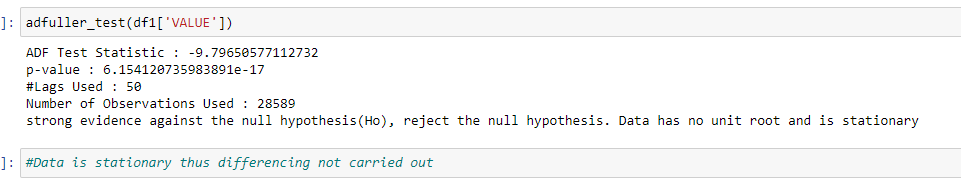 ]: adfuller_test(df1['VALUE'])
ADF Test Statistic : -9.79650577112732
p-value : 6.154120735983891e-17
#Lags Used : 50
Number of Observations Used : 28589
strong evidence against the null hypothesis(Ho), reject the null hypothesis. Data has no unit root and is stationary
]: #Data is stationary thus differencing not carried out